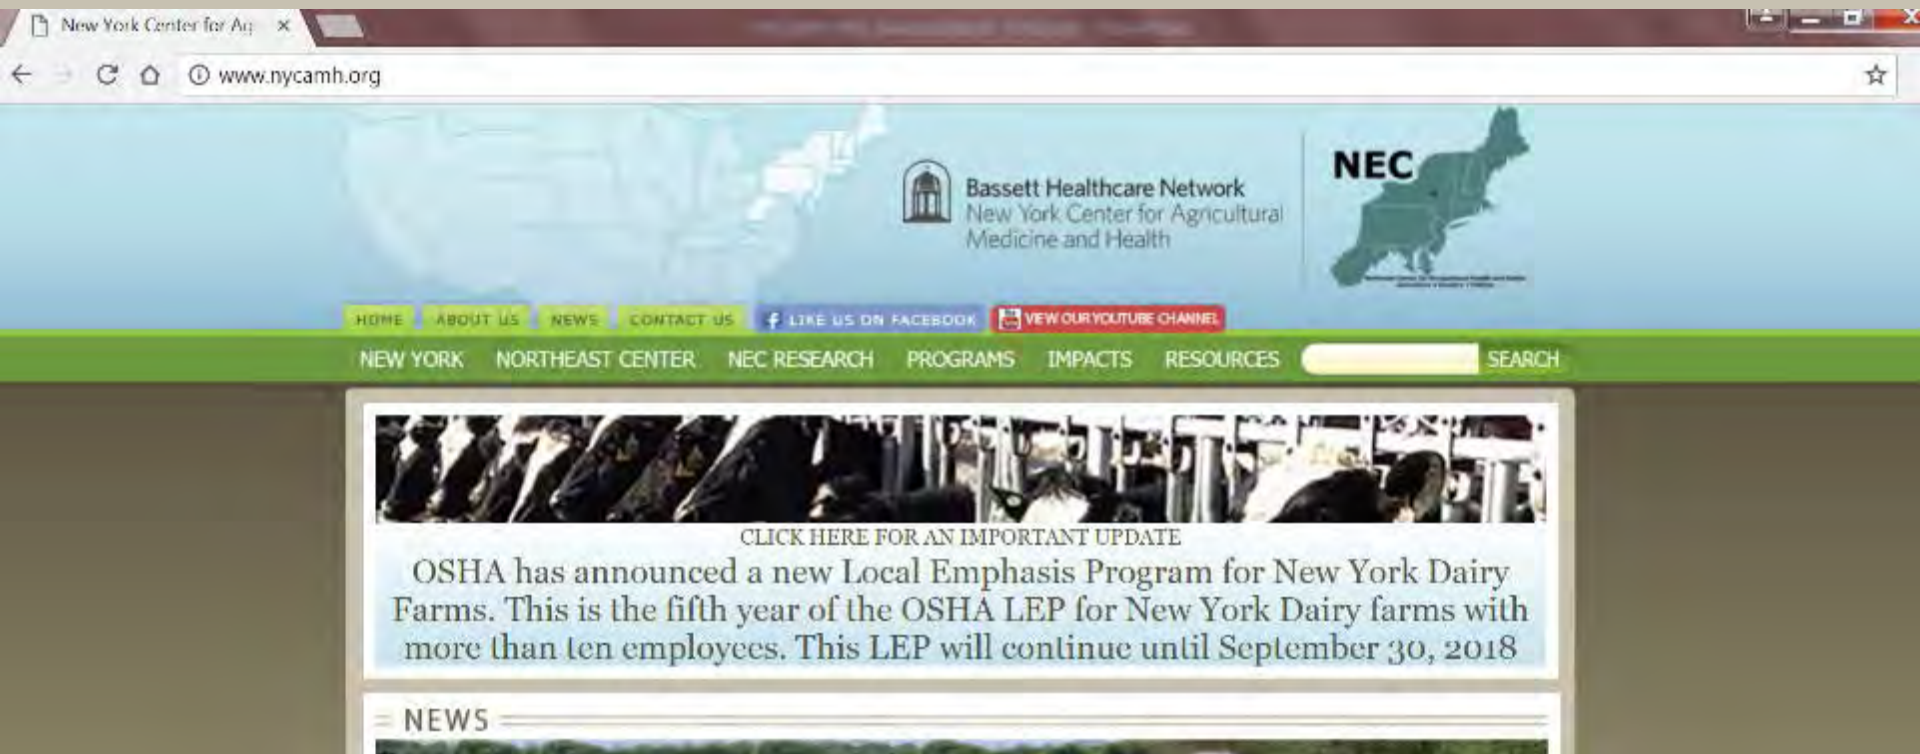 New York Center for Ag
www.nycamh.org
NEC
Bassett Healthcare Network
New York Center for Agricultural
Medicine and Health
HOME ABOUT US NEWS CONTACT US LIKE US ON FACEBOOK VIEW OUR YOUTUBE CHANNEL
NEW YORK NORTHEAST CENTER NEC RESEARCH PROGRAMS IMPACTS RESOURCES SEARCH
CLICK HERE FOR AN IMPORTANT UPDATE
OSHA has announced a new Local Emphasis Program for New York Dairy
Farms. This is the fifth year of the OSHA LEP for New York Dairy farms with
more than ten employees. This LEP will continue until September 30, 2018
NEWS